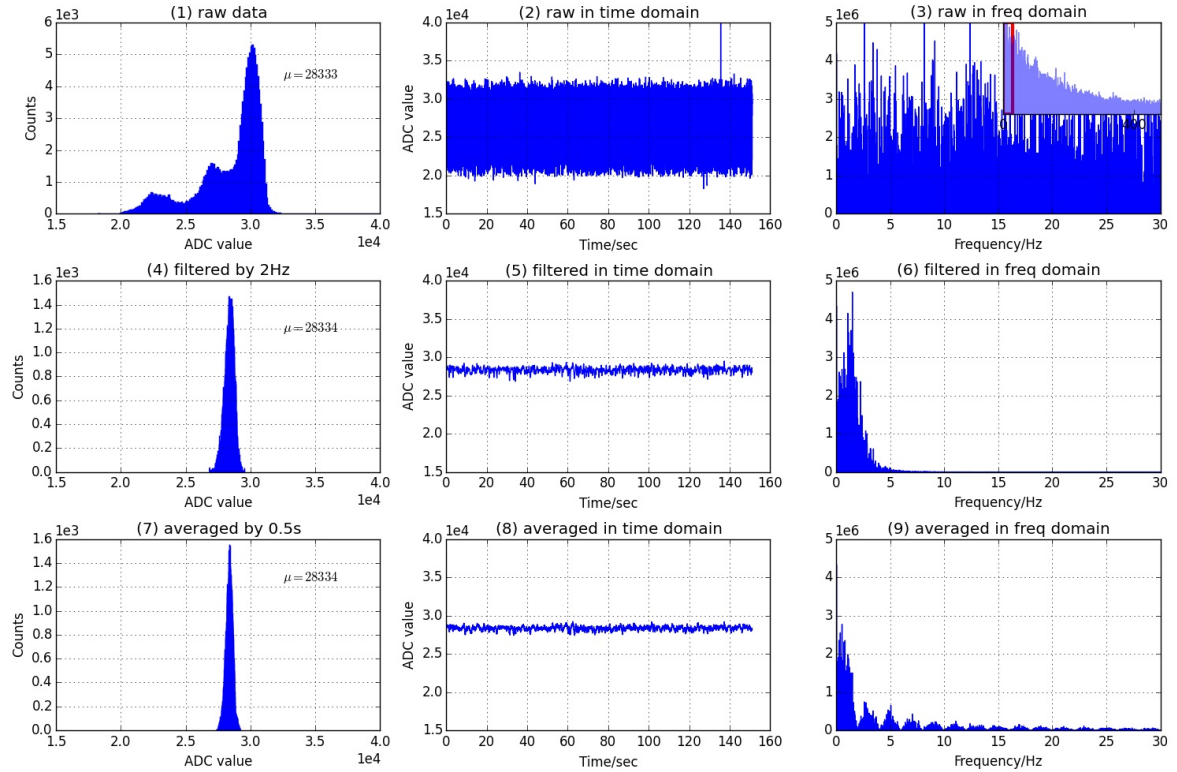 (1) raw data
1e3
6
5
4
3
2
1
0
Counts
μ = 28333
1.5 2.0 2.5 3.0 3.5 4.0
ADC value
1e4
(2) raw in time domain
1e4
4.0
3.5
3.0
2.5
2.0
1.5
ADC value
0 20 40 60 80 100 120 140 160
Time/sec
(3) raw in freq domain
1e6
5
4
3
2
1
0
0 400
0 5 10 15 20 25 30
Frequency/Hz
(4) filtered by 2Hz
1e3
1.6
1.4
1.2
1.0
0.8
0.6
0.4
0.2
0.0
Counts
μ = 28334
1.5 2.0 2.5 3.0 3.5 4.0
ADC value
1e4
(5) filtered in time domain
1e4
4.0
3.5
3.0
2.5
2.0
1.5
ADC value
0 20 40 60 80 100 120 140 160
Time/sec
(6) filtered in freq domain
1e6
5
4
3
2
1
0
0 5 10 15 20 25 30
Frequency/Hz
(7) averaged by 0.5s
1e3
1.6
1.4
1.2
1.0
0.8
0.6
0.4
0.2
0.0
Counts
μ = 28334
1.5 2.0 2.5 3.0 3.5 4.0
ADC value
1e4
(8) averaged in time domain
1e4
4.0
3.5
3.0
2.5
2.0
1.5
ADC value
0 20 40 60 80 100 120 140 160
Time/sec
(9) averaged in freq domain
1e6
5
4
3
2
1
0
0 5 10 15 20 25 30
Frequency/Hz